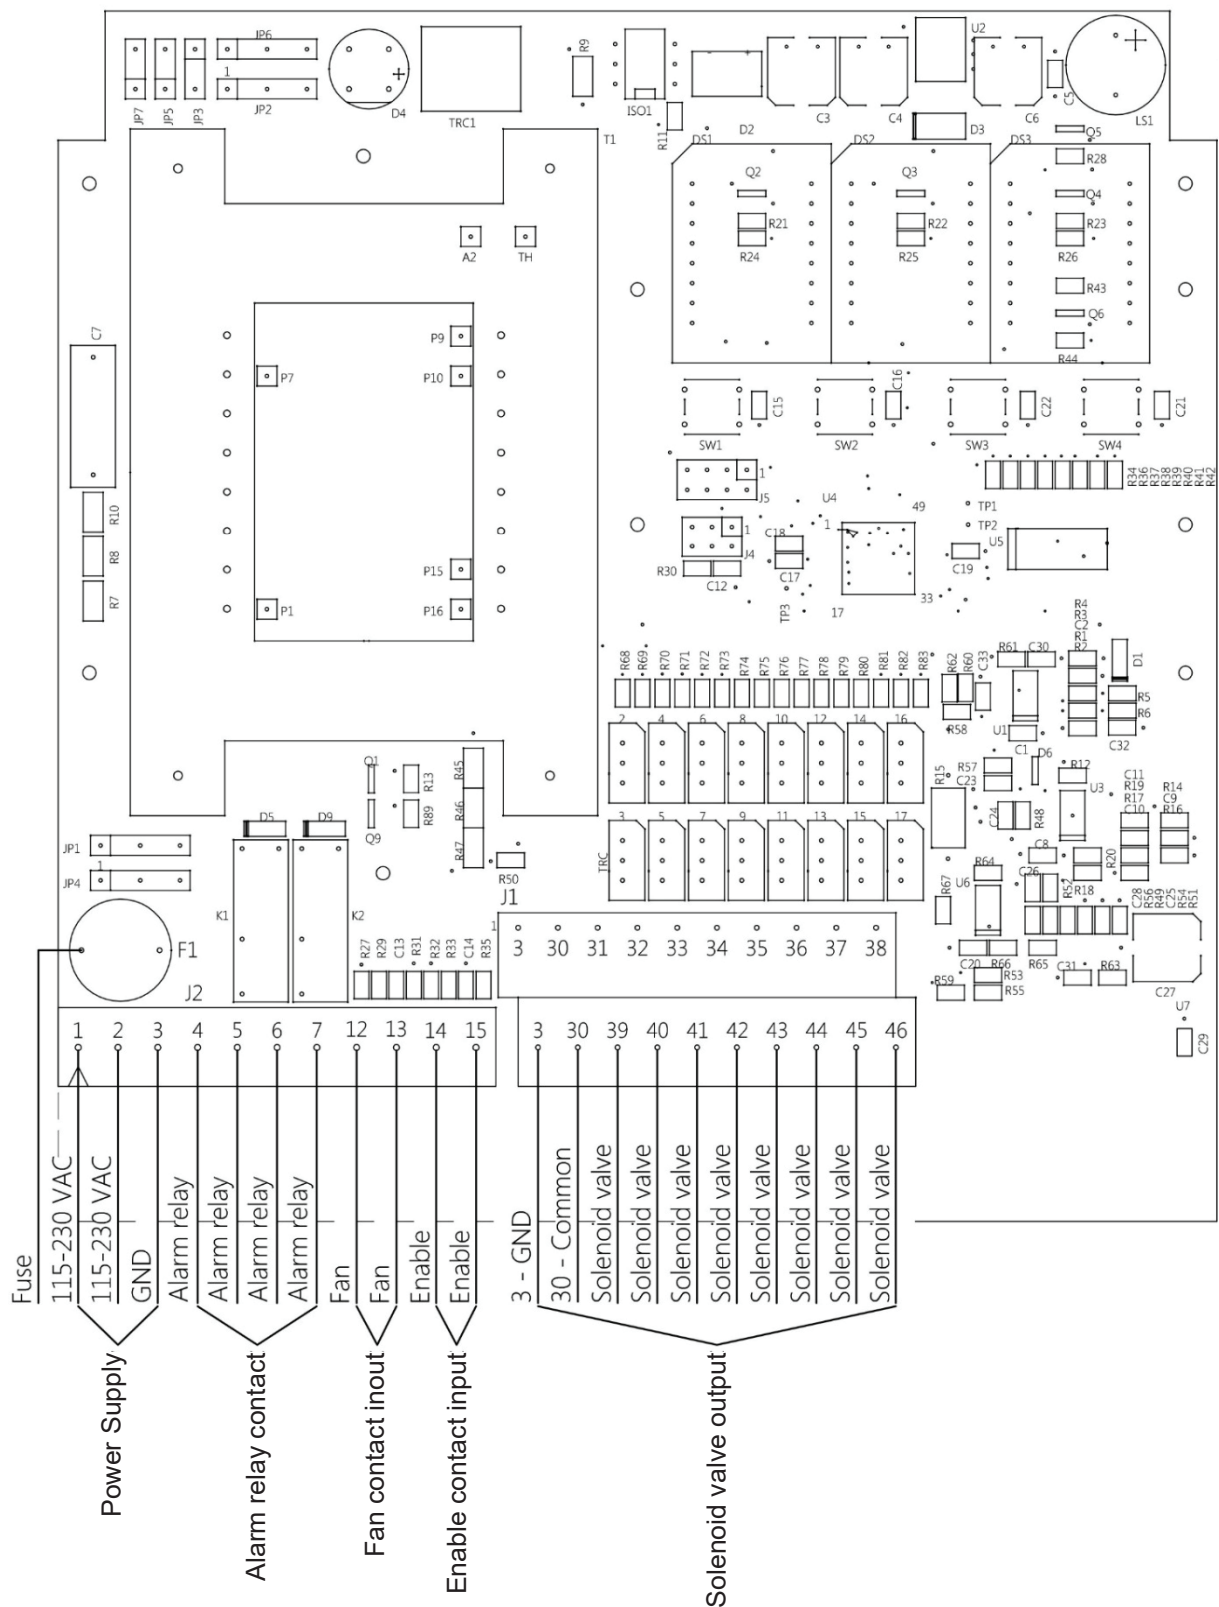 JP7
JP5
JP3
JP6
1
JP2
D4
TRC1
R9
ISO1
R11
D2
C3
C4
U2
D3
C6
C5
LS1
T1
DS1
DS2
DS3
Q5
R28
Q2
Q3
Q4
R21
R22
R23
R24
R25
R26
R43
Q6
R44
A2
TH
C7
P9
P7
P10
P15
P1
P16
R10
R8
R7
C15
C16
C22
C21
SW1
SW2
SW3
SW4
1
J5
1
J4
R30
C12
C18
C17
TP3
U4
1
49
17
33
TP1
TP2
U5
C19
R34
R36
R37
R38
R39
R40
R41
R42
R4
R3
C2
R1
R2
D1
R5
R6
C32
R61
C30
U1
C1
R62
R60
C33
R58
R68
R69
R70
R71
R72
R73
R74
R75
R76
R77
R78
R79
R80
R81
R82
R83
2
4
6
8
10
12
14
16
TRC
3
5
7
9
11
13
15
17
R15
R57
C23
D6
R12
U3
C24
R48
C8
C11
R19
R17
C10
R14
C9
R16
R20
R64
U6
R67
C26
R52
R18
C28
R56
R49
C25
R54
R51
C20
R66
R65
R53
R59
R55
C31
R63
C27
U7
C29
Q1
R13
Q9
R89
R45
R46
R47
R50
D5
D9
K1
K2
JP1
1
JP4
F1
R27
R29
C13
R31
R32
R33
C14
R35
J1
1
3 30 31 32 33 34 35 36 37 38
J2
1 2 3 4 5 6 7 12 13 14 15
3 30 39 40 41 42 43 44 45 46
Fuse
115-230 VAC
115-230 VAC
GND
Alarm relay
Alarm relay
Alarm relay
Alarm relay
Fan
Fan
Enable
Enable
3 - GND
30 - Common
Solenoid valve
Solenoid valve
Solenoid valve
Solenoid valve
Solenoid valve
Solenoid valve
Solenoid valve
Solenoid valve
Power Supply
Alarm relay contact
Fan contact inout
Enable contact input
Solenoid valve output